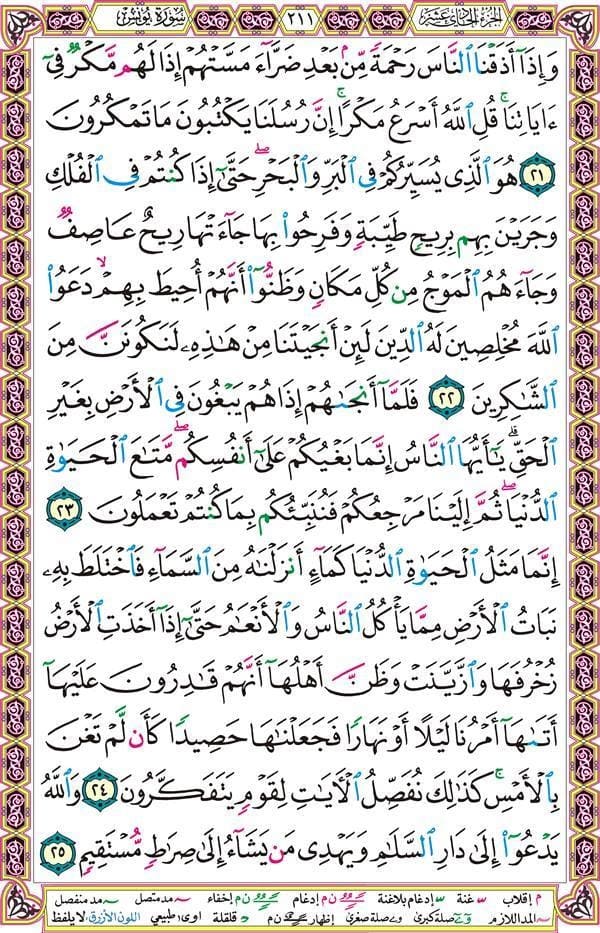 الجزء الحادي عشر ٢١١ سورة يونس
وَإِذَآ أَذَقْنَا ٱلنَّاسَ رَحْمَةً مِّنۢ بَعْدِ ضَرَّآءَ مَسَّتْهُمْ إِذَا لَهُم مَّكْرٌ فِىٓ
ءَايَاتِنَا ۚ قُلِ ٱللَّهُ أَسْرَعُ مَكْرًا ۚ إِنَّ رُسُلَنَا يَكْتُبُونَ مَا تَمْكُرُونَ
٢١ هُوَ ٱلَّذِى يُسَيِّرُكُمْ فِى ٱلْبَرِّ وَٱلْبَحْرِ ۖ حَتَّىٰٓ إِذَا كُنتُمْ فِى ٱلْفُلْكِ
وَجَرَيْنَ بِهِم بِرِيحٍ طَيِّبَةٍ وَفَرِحُوا۟ بِهَا جَآءَتْهَا رِيحٌ عَاصِفٌ
وَجَآءَهُمُ ٱلْمَوْجُ مِن كُلِّ مَكَانٍ وَظَنُّوٓا۟ أَنَّهُمْ أُحِيطَ بِهِمْ ۙ دَعَوُا۟
ٱللَّهَ مُخْلِصِينَ لَهُ ٱلدِّينَ لَئِنْ أَنجَيْتَنَا مِنْ هَـٰذِهِۦ لَنَكُونَنَّ مِنَ
ٱلشَّـٰكِرِينَ ٢٢ فَلَمَّآ أَنجَىٰهُمْ إِذَا هُمْ يَبْغُونَ فِى ٱلْأَرْضِ بِغَيْرِ
ٱلْحَقِّ ۗ يَـٰٓأَيُّهَا ٱلنَّاسُ إِنَّمَا بَغْيُكُمْ عَلَىٰٓ أَنفُسِكُم ۖ مَّتَـٰعَ ٱلْحَيَوٰةِ
ٱلدُّنْيَا ۖ ثُمَّ إِلَيْنَا مَرْجِعُكُمْ فَنُنَبِّئُكُم بِمَا كُنتُمْ تَعْمَلُونَ ٢٣
إِنَّمَا مَثَلُ ٱلْحَيَوٰةِ ٱلدُّنْيَا كَمَآءٍ أَنزَلْنَـٰهُ مِنَ ٱلسَّمَآءِ فَٱخْتَلَطَ بِهِۦ
نَبَاتُ ٱلْأَرْضِ مِمَّا يَأْكُلُ ٱلنَّاسُ وَٱلْأَنْعَـٰمُ حَتَّىٰٓ إِذَآ أَخَذَتِ ٱلْأَرْضُ
زُخْرُفَهَا وَٱزَّيَّنَتْ وَظَنَّ أَهْلُهَآ أَنَّهُمْ قَـٰدِرُونَ عَلَيْهَآ
أَتَىٰهَآ أَمْرُنَا لَيْلًا أَوْ نَهَارًا فَجَعَلْنَـٰهَا حَصِيدًا كَأَن لَّمْ تَغْنَ
بِٱلْأَمْسِ ۚ كَذَٰلِكَ نُفَصِّلُ ٱلْـَٔايَـٰتِ لِقَوْمٍ يَتَفَكَّرُونَ ٢٤ وَٱللَّهُ
يَدْعُوٓا۟ إِلَىٰ دَارِ ٱلسَّلَـٰمِ وَيَهْدِى مَن يَشَآءُ إِلَىٰ صِرَٰطٍ مُّسْتَقِيمٍ ٢٥
م إقلاب غنة إدغام بلاغنة ن م إدغام إخفاء مد متصل مد منفصل
المد اللازم صلة كبرى صلة صغرى إظهار ن م قلقلة اوى طبيعي اللون الأزرق لا يلفظ